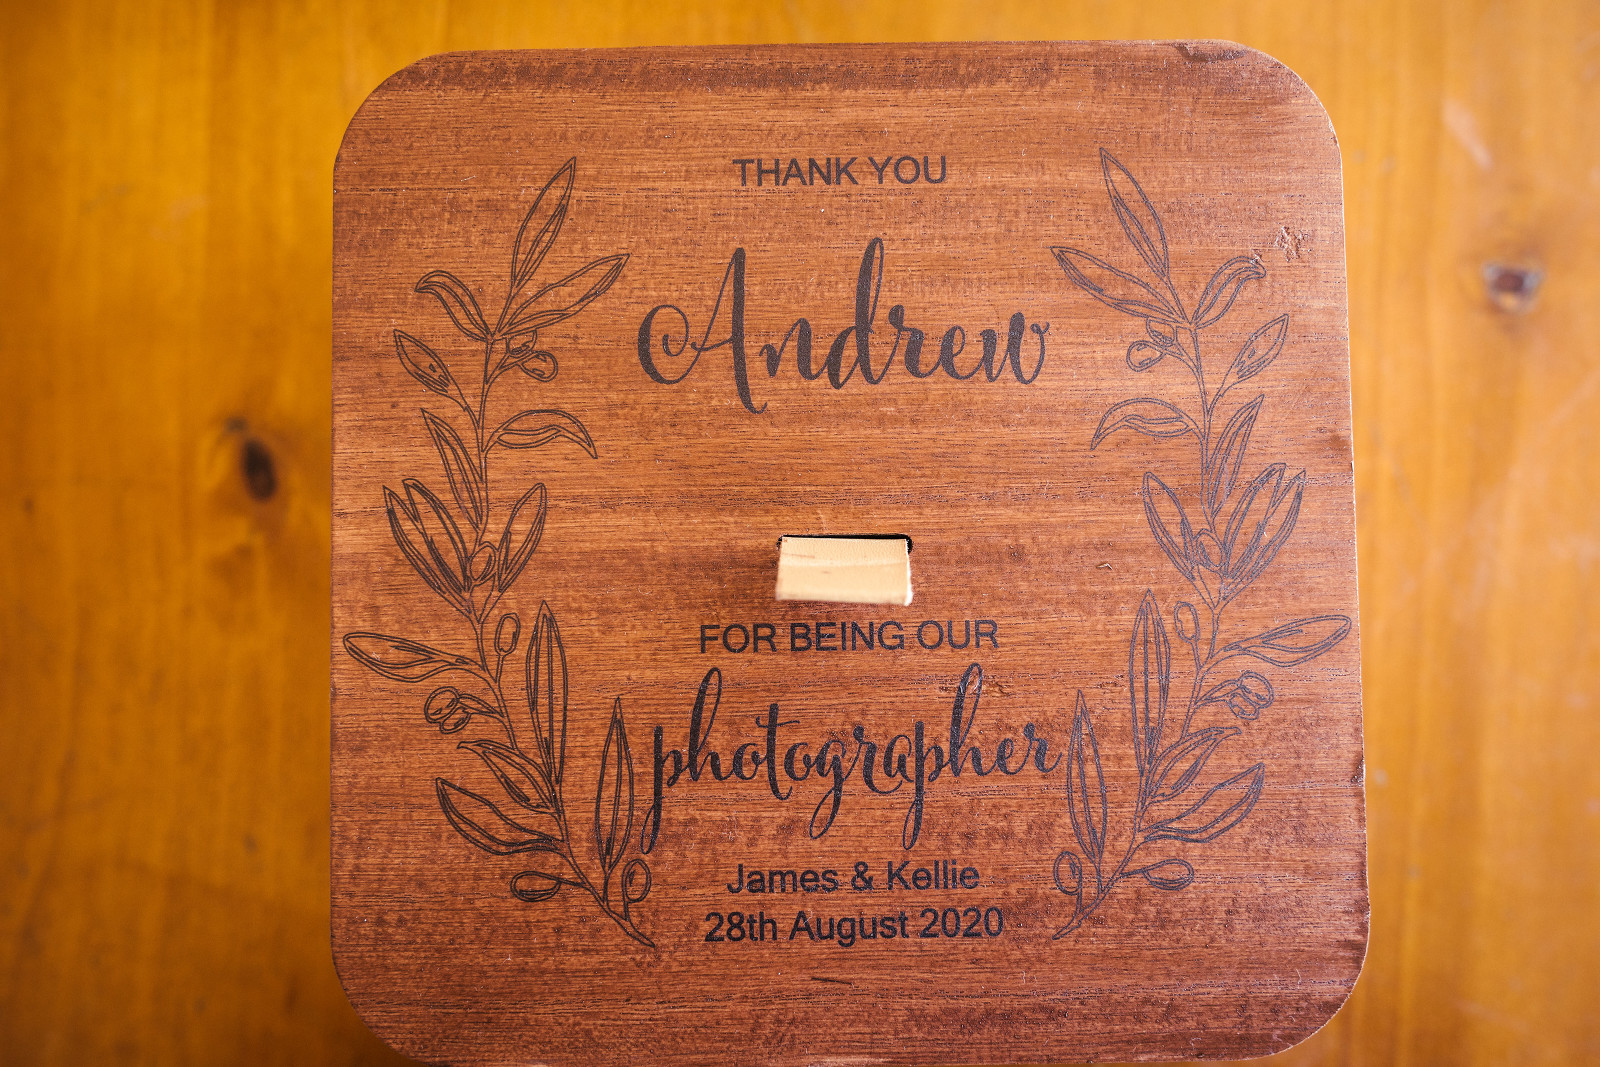 THANK YOU
Andrew
FOR BEING OUR
photographer
James & Kellie
28th August 2020